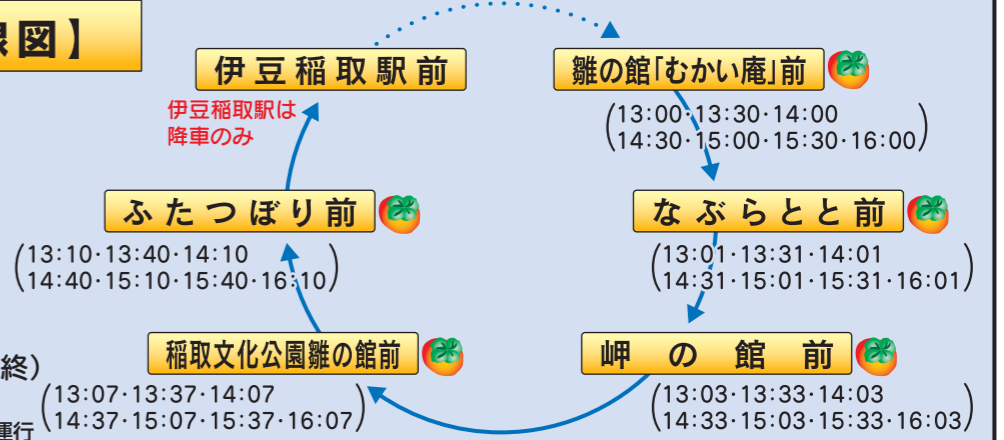 図】
伊豆稲取駅前
伊豆稲取駅は
降車のみ
雛の館「むかい庵」前
(13:00・13:30・14:00
14:30・15:00・15:30・16:00)
なぶらとと前
(13:01・13:31・14:01
14:31・15:01・15:31・16:01)
岬の館前
(13:03・13:33・14:03
14:33・15:03・15:33・16:03)
稲取文化公園雛の館前
(13:07・13:37・14:07
14:37・15:07・15:37・16:07)
ふたつぼり前
(13:10・13:40・14:10
14:40・15:10・15:40・16:10)
終)
運行